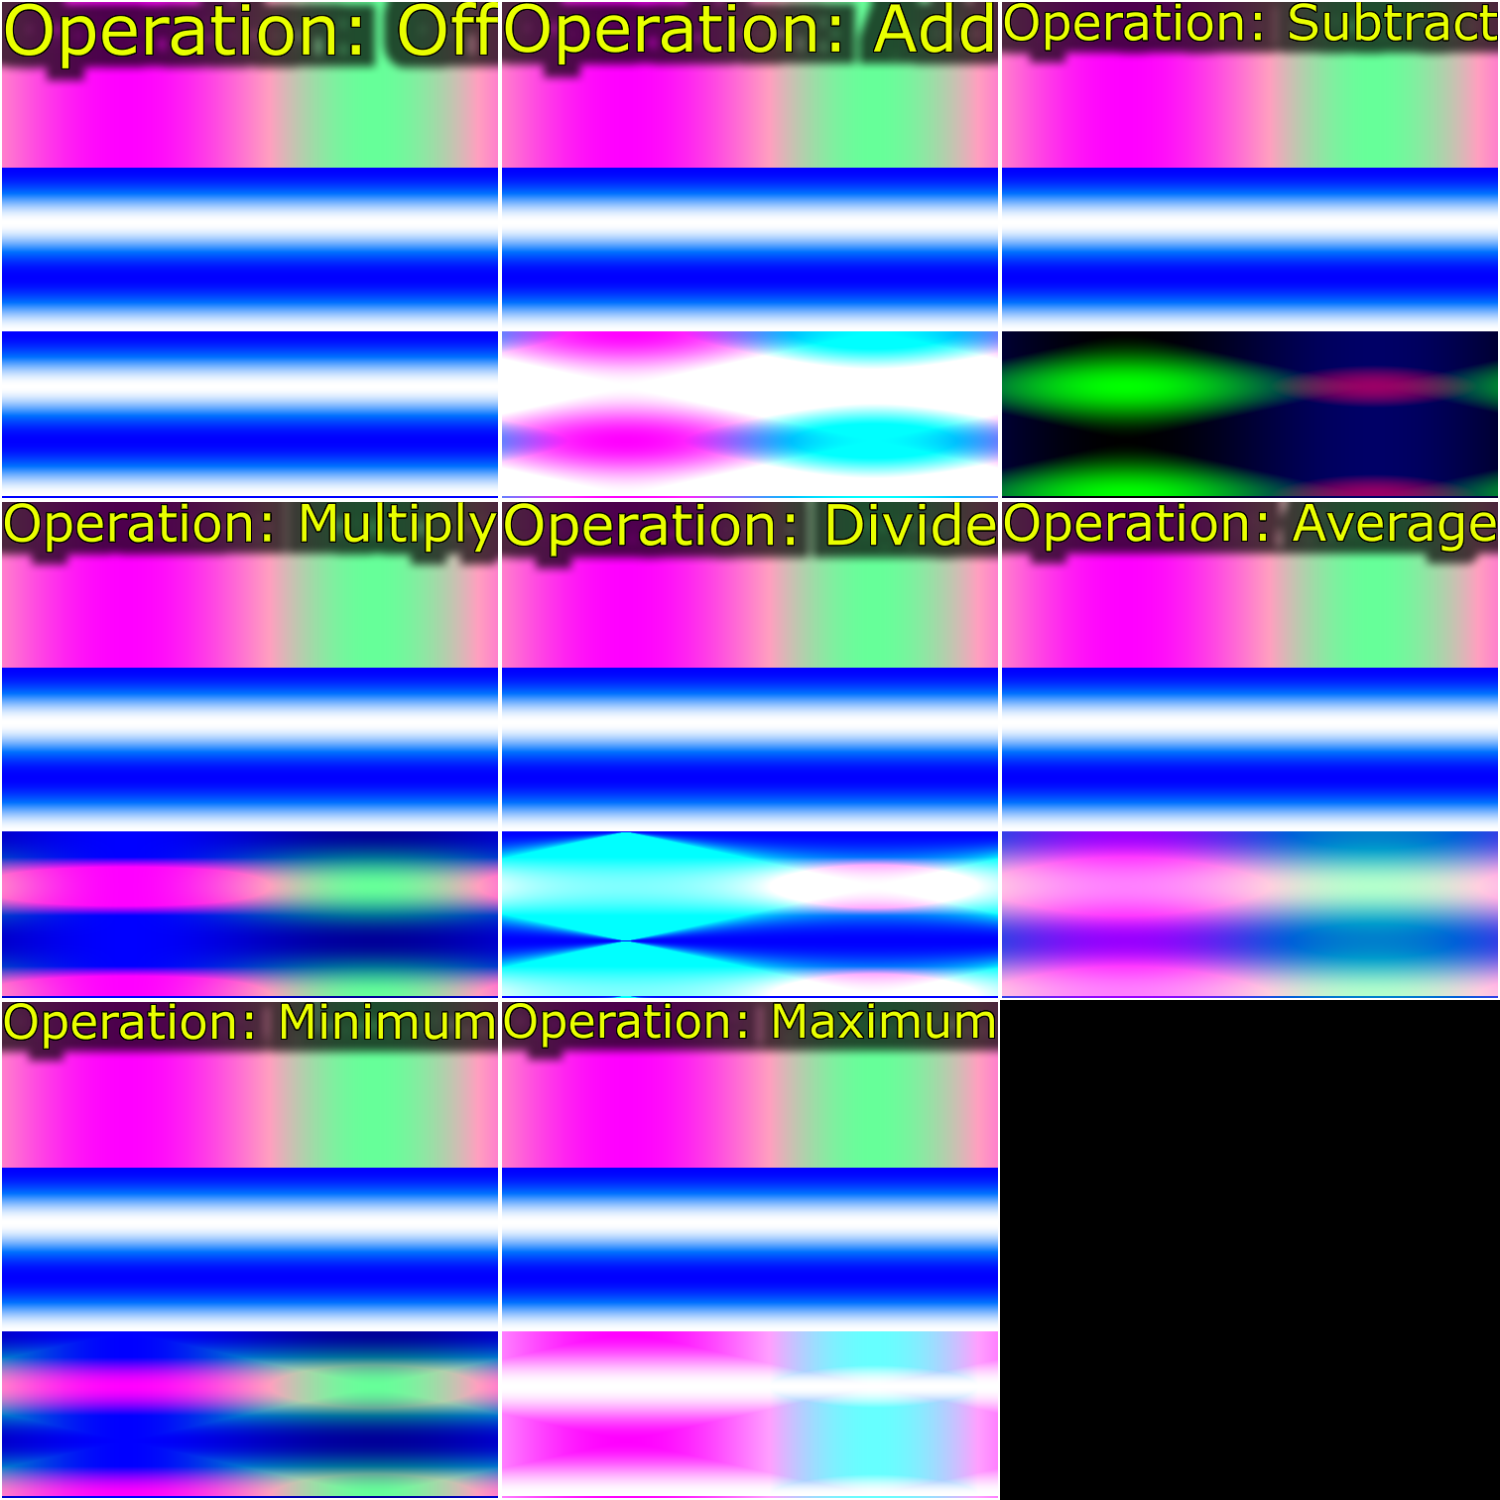 Operation: Off
Operation: Add
Operation: Subtract
Operation: Multiply
Operation: Divide
Operation: Average
Operation: Minimum
Operation: Maximum